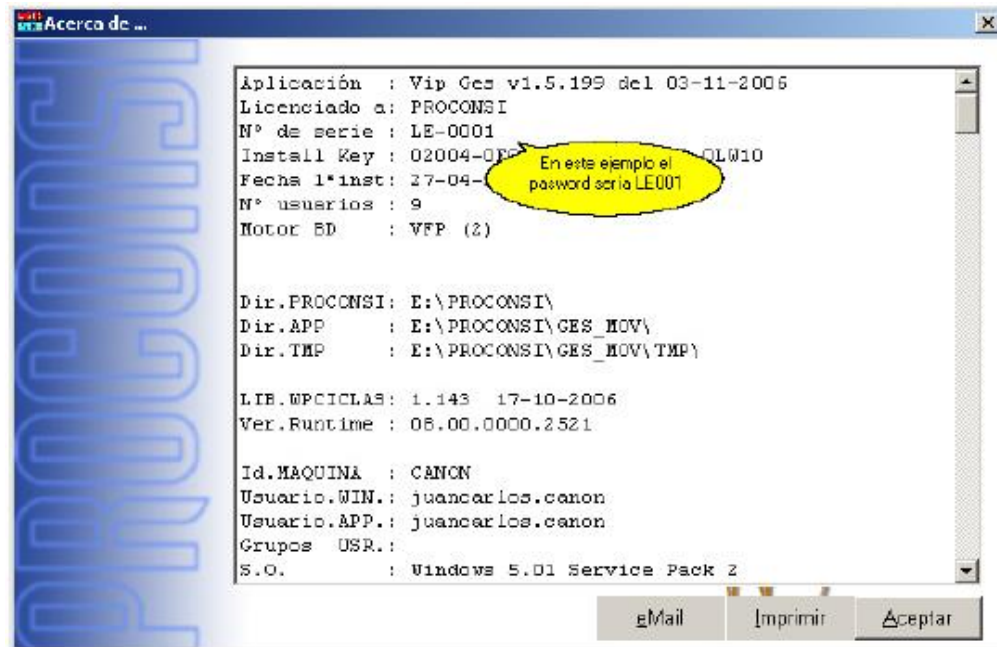 Acerca de ...
PROCONSI
Aplicación : Vip Ges v1.5.199 del 03-11-2006
Licenciado a: PROCONSI
Nº de serie : LE-0001
Install Key : 02004- OLW10
En este ejemplo el
pasword seria LE001
Fecha 1ªinst: 27-04-
Nº usuarios : 9
Motor BD : VFP (2)
Dir.PROCONSI: E:\PROCONSI\
Dir.APP : E:\PROCONSI\GES_MOV\
Dir.TMP : E:\PROCONSI\GES_MOV\TMP\
LIB.WPCICLAS: 1.143 17-10-2006
Ver.Runtime : 08.00.0000.2521
Id.MAQUINA : CANON
Usuario.WIN.: juancarlos.canon
Usuario.APP.: juancarlos.canon
Grupos USR.:
S.O. : Windows 5.01 Service Pack 2
eMail
Imprimir
Aceptar